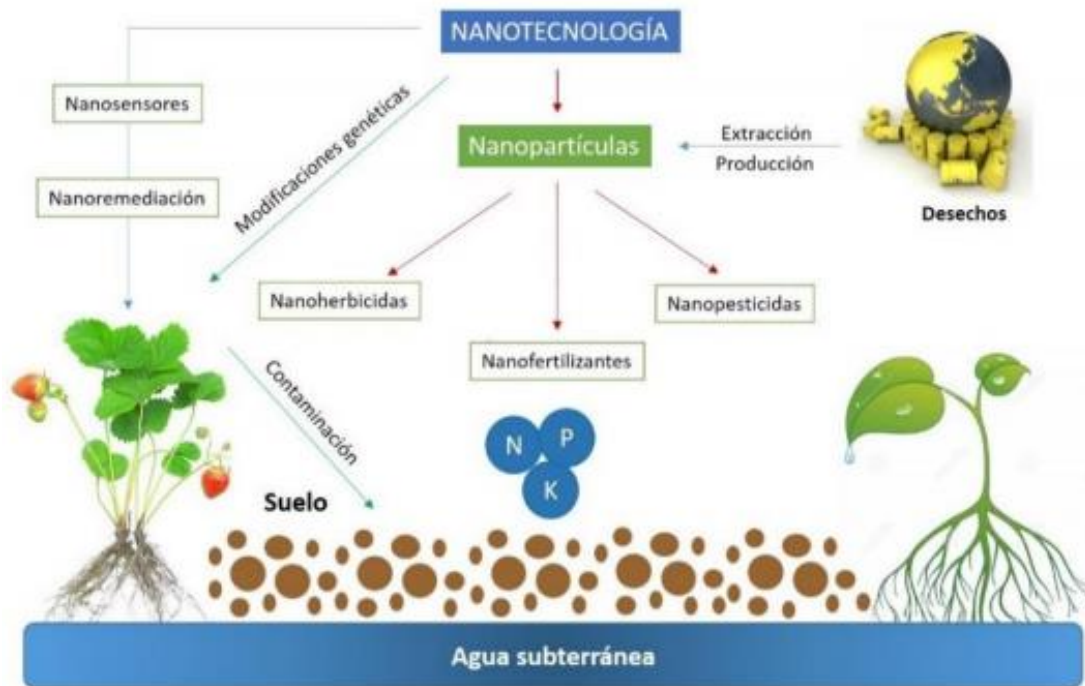 NANOTECNOLOGÍA
Nanosensores
Modificaciones genéticas
Nanopartículas
Extracción
Producción
Desechos
Nanoremediación
Nanoherbicidas
Nanopesticidas
Nanofertilizantes
Contaminación
N
P
K
Suelo
Agua subterránea